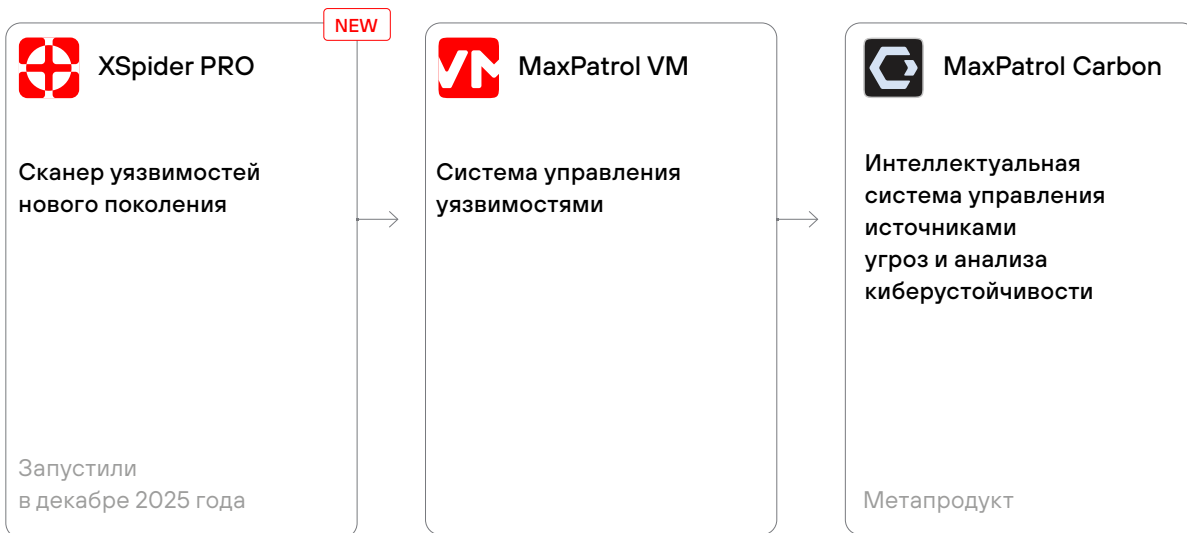 NEW
XSpider PRO
Сканер уязвимостей
нового поколения
Запустили
в декабре 2025 года
VM
MaxPatrol VM
Система управления
уязвимостями
MaxPatrol Carbon
Интеллектуальная
система управления
источниками
угроз и анализа
киберустойчивости
Метапродукт